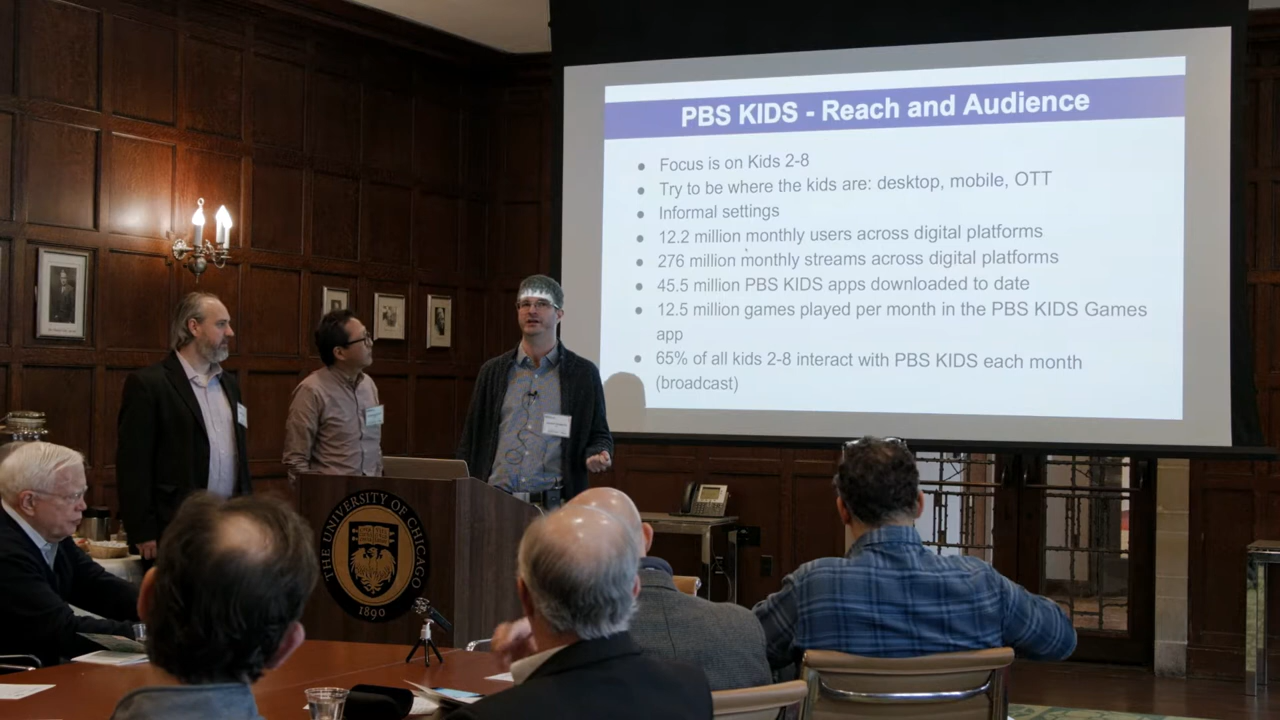 PBS KIDS - Reach and Audience
Focus is on Kids 2-8
Try to be where the kids are: desktop, mobile, OTT
Informal settings
12.2 million monthly users across digital platforms
276 million monthly streams across digital platforms
45.5 million PBS KIDS apps downloaded to date
12.5 million games played per month in the PBS KIDS Games
app
65% of all kids 2-8 interact with PBS KIDS each month
(broadcast)
THE UNIVERSITY OF CHICAGO
1890